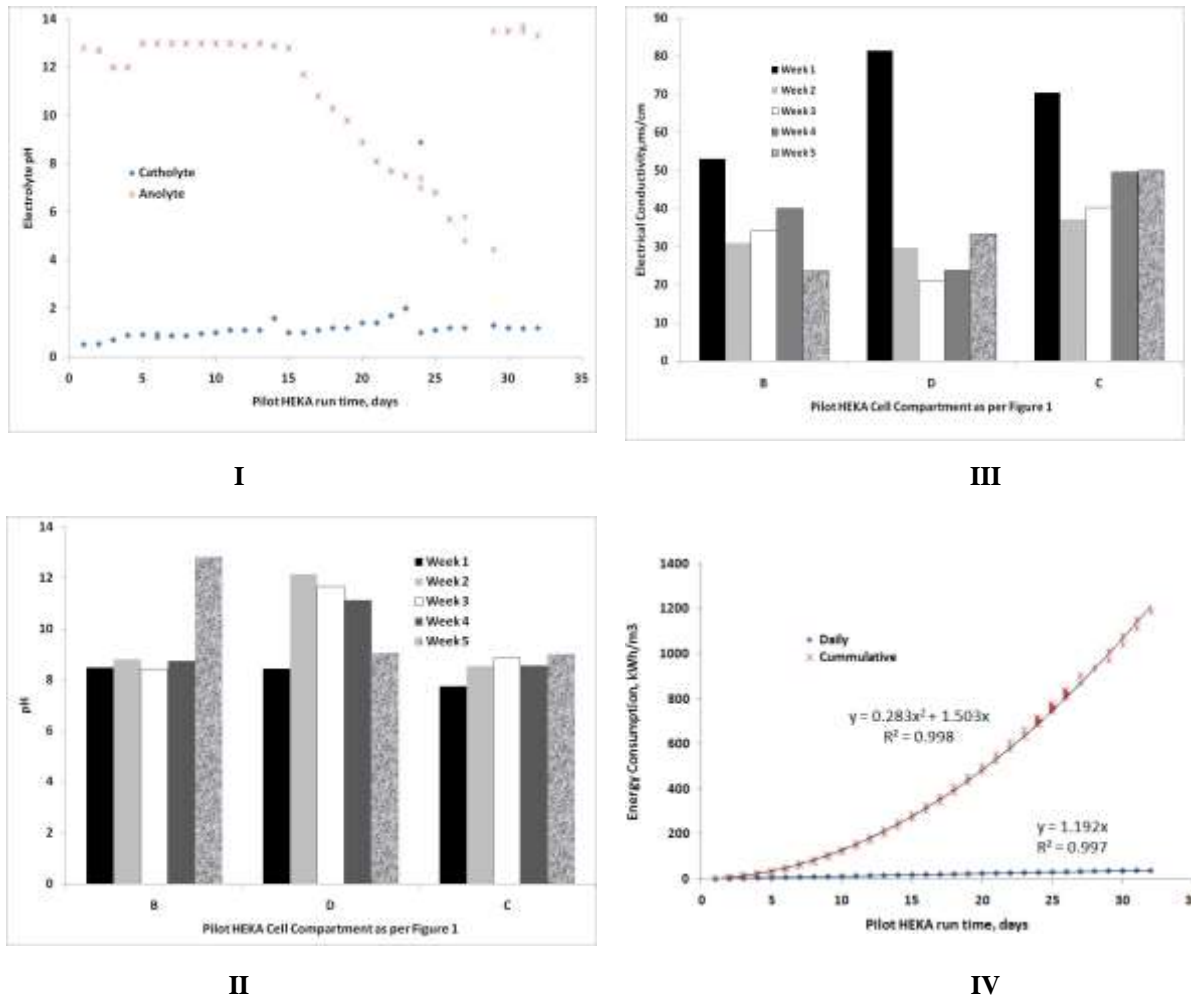 14
12
10
8
6
4
2
0
Electrolyte pH
Catholyte
Anolyte
0 5 10 15 20 25 30 35
Pilot HEKA run time, days
I
90
80
70
60
50
40
30
20
10
0
Electrical Conductivity,ms/cm
Week 1
Week 2
Week 3
Week 4
Week 5
B D C
Pilot HEKA Cell Compartment as per Figure 1
III
14
12
10
8
6
4
2
0
pH
Week 1
Week 2
Week 3
Week 4
Week 5
B D C
Pilot HEKA Cell Compartment as per Figure 1
II
1400
1200
1000
800
600
400
200
0
Energy Consumption, kWh/m3
Daily
Cummulative
y = 0.283x² + 1.503x
R² = 0.998
y = 1.192x
R² = 0.997
0 5 10 15 20 25 30 35
Pilot HEKA run time, days
IV